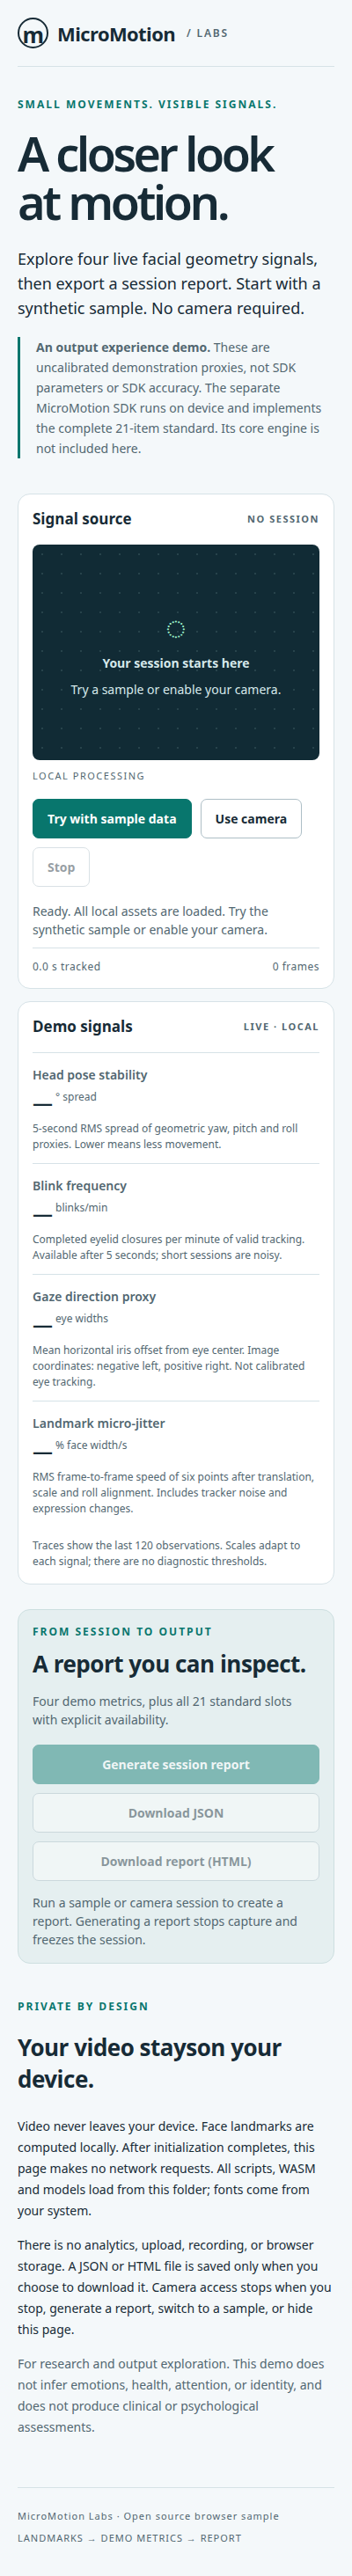 m MicroMotion / LABS
SMALL MOVEMENTS. VISIBLE SIGNALS.
A closer look
at motion.
Explore four live facial geometry signals,
then export a session report. Start with a
synthetic sample. No camera required.
An output experience demo. These are
uncalibrated demonstration proxies, not SDK
parameters or SDK accuracy. The separate
MicroMotion SDK runs on device and implements
the complete 21-item standard. Its core engine is
not included here.
Signal source NO SESSION
Your session starts here
Try a sample or enable your camera.
LOCAL PROCESSING
Try with sample data Use camera
Stop
Ready. All local assets are loaded. Try the
synthetic sample or enable your camera.
0.0 s tracked 0 frames
Demo signals LIVE · LOCAL
Head pose stability
— ° spread
5-second RMS spread of geometric yaw, pitch and roll
proxies. Lower means less movement.
Blink frequency
— blinks/min
Completed eyelid closures per minute of valid tracking.
Available after 5 seconds; short sessions are noisy.
Gaze direction proxy
— eye widths
Mean horizontal iris offset from eye center. Image
coordinates: negative left, positive right. Not calibrated
eye tracking.
Landmark micro-jitter
— % face width/s
RMS frame-to-frame speed of six points after translation,
scale and roll alignment. Includes tracker noise and
expression changes.
Traces show the last 120 observations. Scales adapt to
each signal; there are no diagnostic thresholds.
FROM SESSION TO OUTPUT
A report you can inspect.
Four demo metrics, plus all 21 standard slots
with explicit availability.
Generate session report
Download JSON
Download report (HTML)
Run a sample or camera session to create a
report. Generating a report stops capture and
freezes the session.
PRIVATE BY DESIGN
Your video stayson your
device.
Video never leaves your device. Face landmarks are
computed locally. After initialization completes, this
page makes no network requests. All scripts, WASM
and models load from this folder; fonts come from
your system.
There is no analytics, upload, recording, or browser
storage. A JSON or HTML file is saved only when you
choose to download it. Camera access stops when you
stop, generate a report, switch to a sample, or hide
this page.
For research and output exploration. This demo does
not infer emotions, health, attention, or identity, and
does not produce clinical or psychological
assessments.
MicroMotion Labs · Open source browser sample
LANDMARKS → DEMO METRICS → REPORT